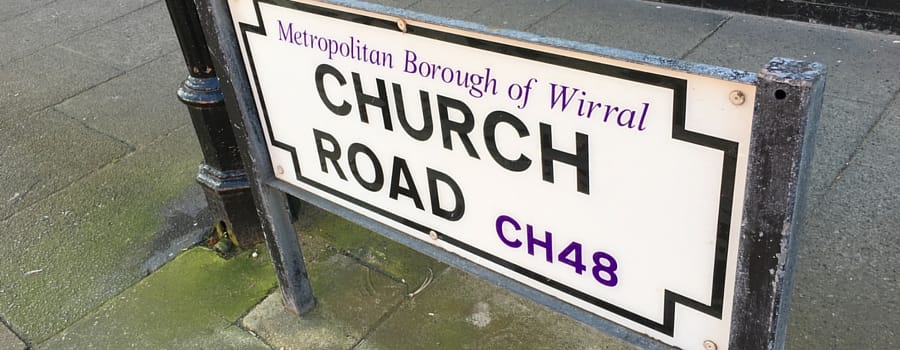 Metropolitan Borough of Wirral
CHURCH
ROAD
CH48